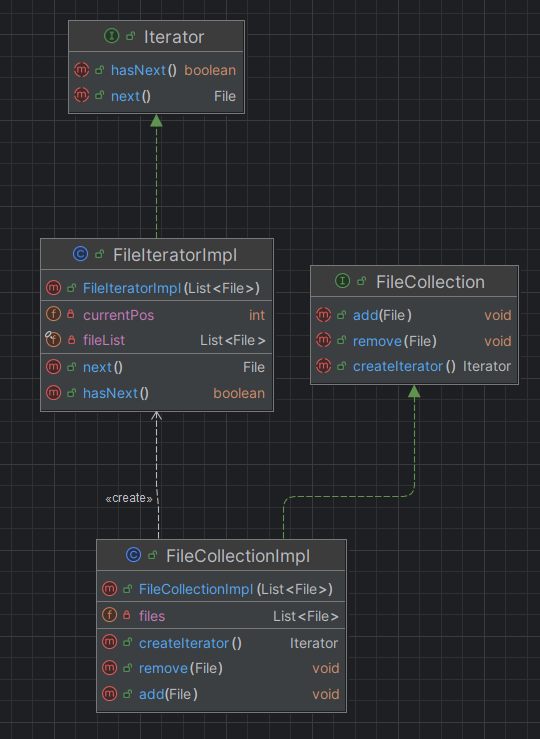 Iterator
hasNext() boolean
next() File
FileIteratorImpl
FileIteratorImpl(List<File>)
currentPos int
fileList List<File>
next() File
hasNext() boolean
FileCollection
add(File) void
remove(File) void
createIterator() Iterator
«create»
FileCollectionImpl
FileCollectionImpl(List<File>)
files List<File>
createIterator() Iterator
remove(File) void
add(File) void